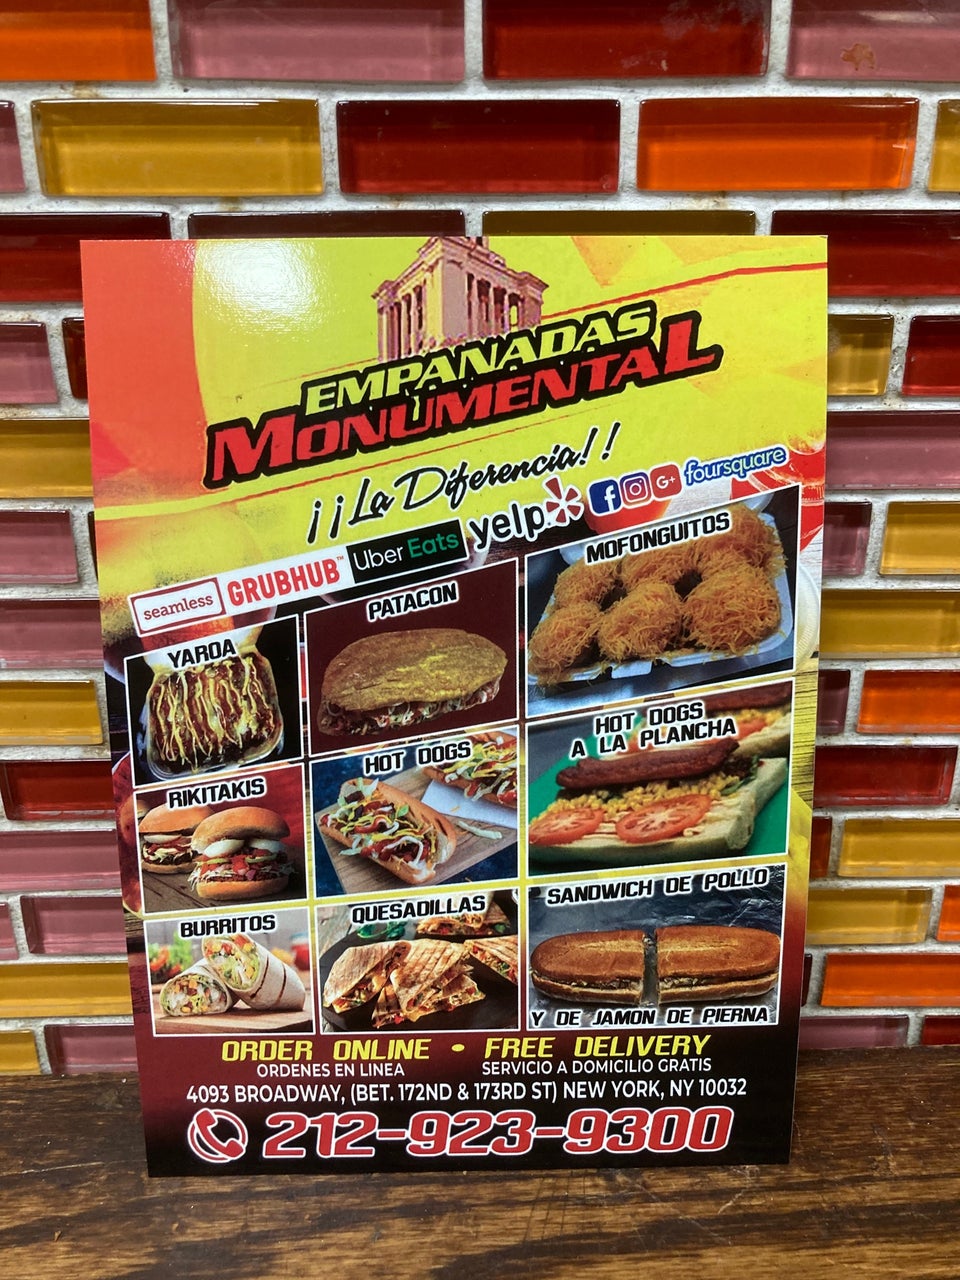 EMPANADAS
MONUMENTAL
¡¡La Diferencia!!
seamless GRUBHUB™ Uber Eats yelp foursquare
YAROA
PATACON
MOFONGUITOS
RIKITAKIS
HOT DOGS
HOT DOGS
A LA PLANCHA
BURRITOS
QUESADILLAS
SANDWICH DE POLLO
Y DE JAMON DE PIERNA
ORDER ONLINE • FREE DELIVERY
ORDENES EN LINEA SERVICIO A DOMICILIO GRATIS
4093 BROADWAY, (BET. 172ND & 173RD ST) NEW YORK, NY 10032
212-923-9300